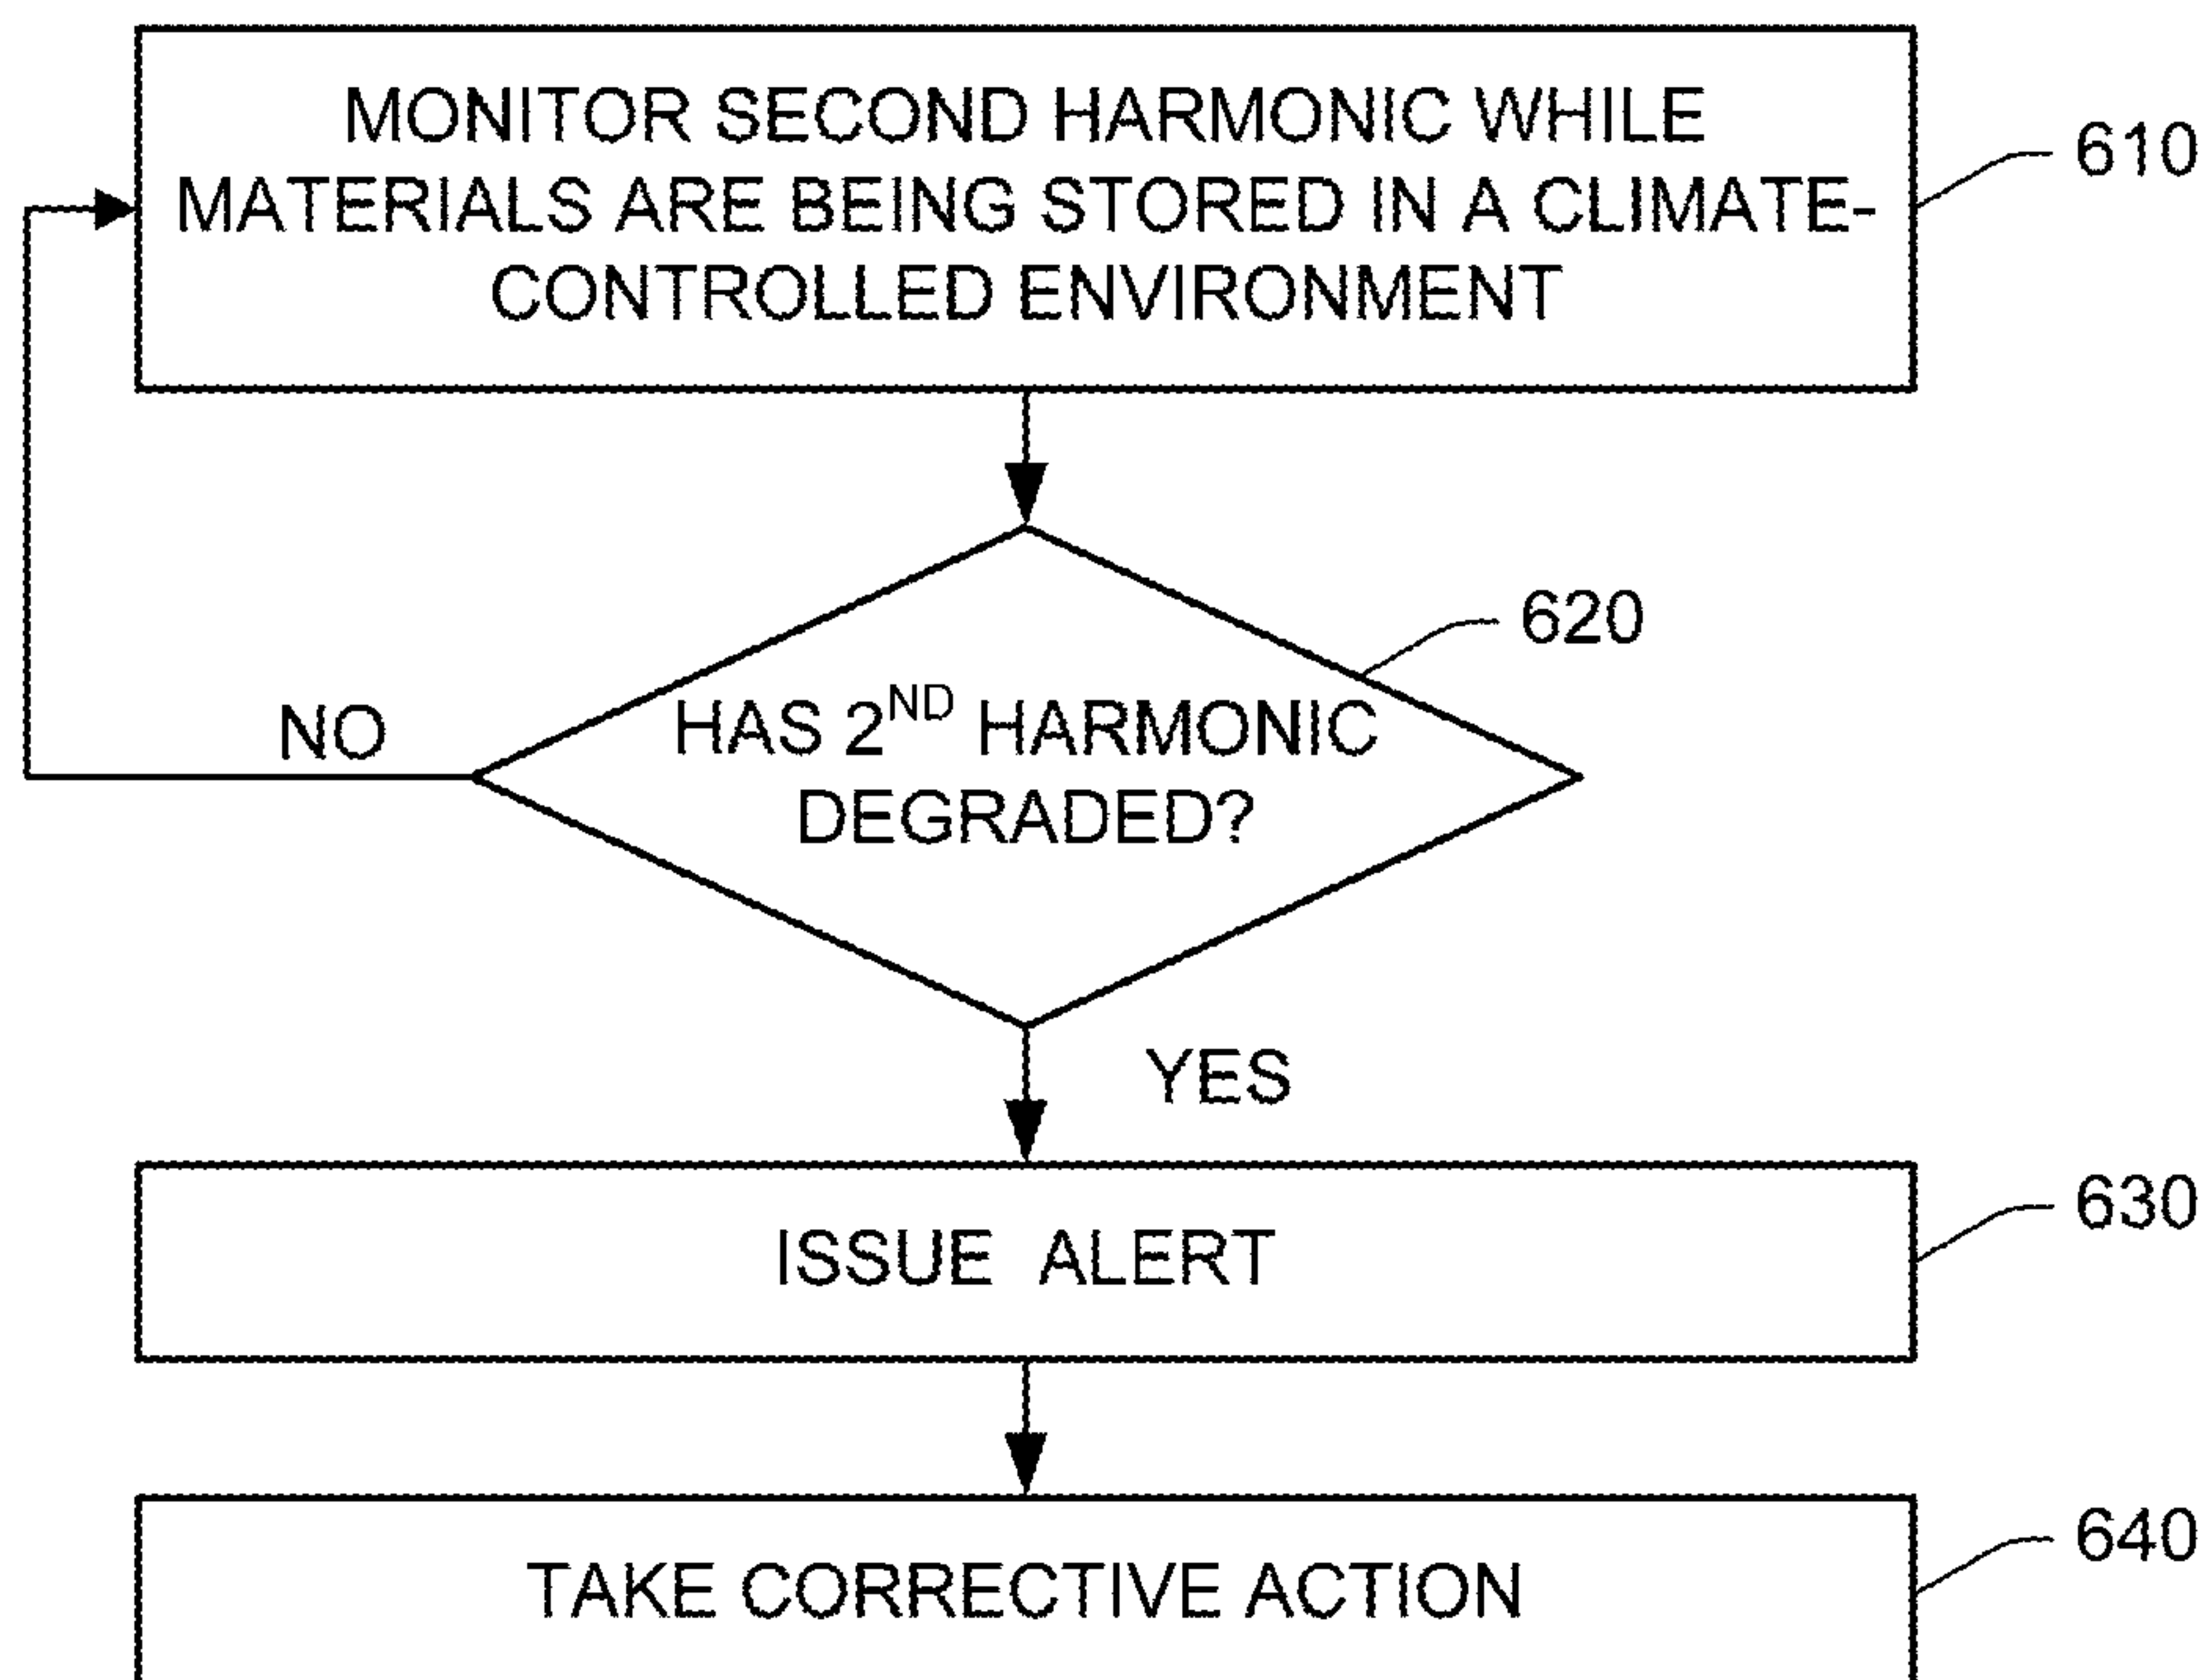 MONITOR SECOND HARMONIC WHILE
MATERIALS ARE BEING STORED IN A CLIMATE-
CONTROLLED ENVIRONMENT
610
620
HAS 2ND HARMONIC
DEGRADED?
NO
YES
ISSUE ALERT
630
TAKE CORRECTIVE ACTION
640